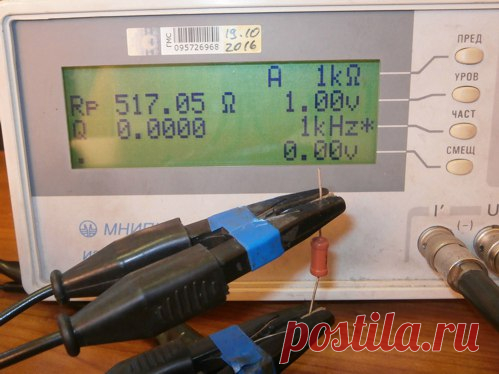 ГМС
095726968
19.10
2016
A 1kΩ
Rp 517.05 Ω 1.00v
Q 0.0000 1kHz*
. 0.00v
ПРЕД
УРОВ
ЧАСТ
СМЕЩ
I'
U
(-)
МНИП
postila.ru